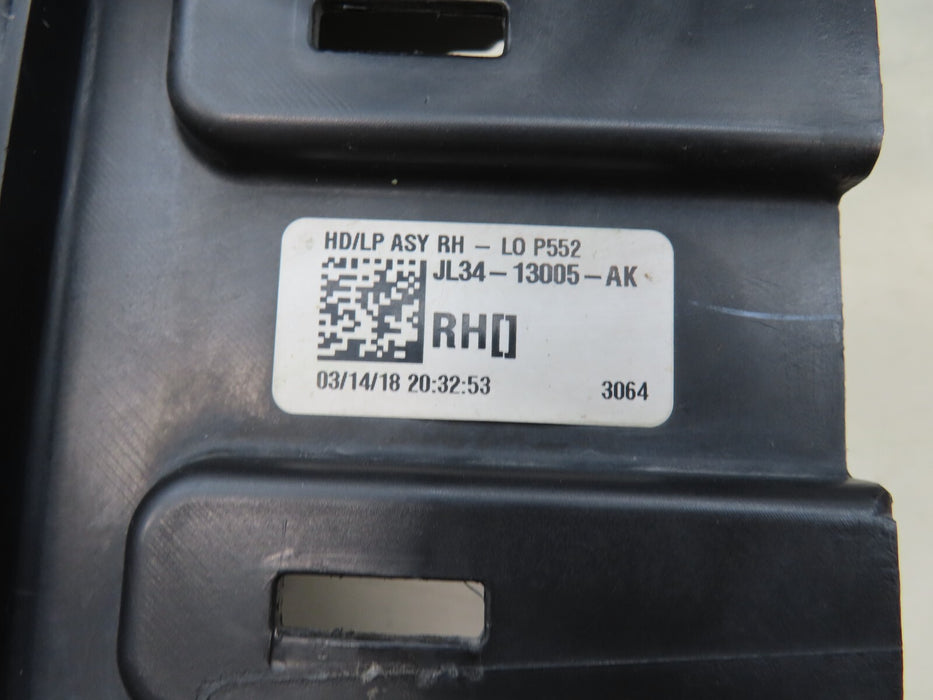 HD/LP ASY RH - LO P552
JL34-13005-AK
RH[]
03/14/18 20:32:53 3064